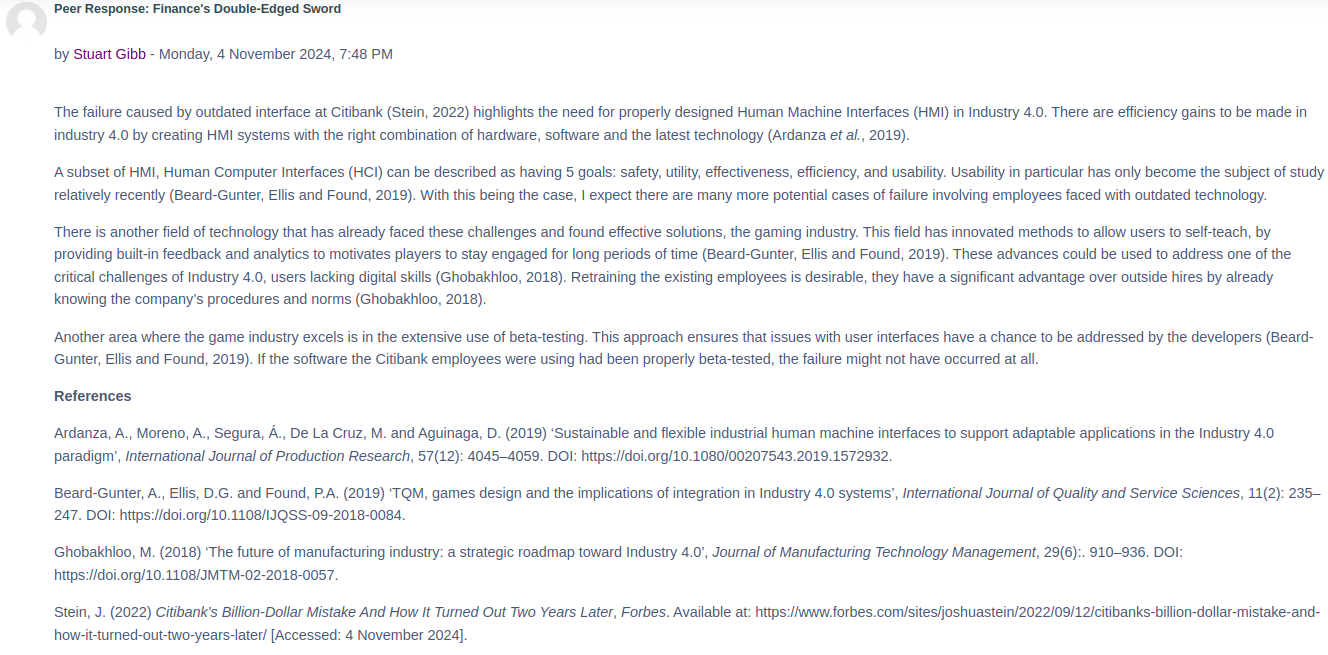 Peer Response: Finance's Double-Edged Sword
by Stuart Gibb - Monday, 4 November 2024, 7:48 PM
The failure caused by outdated interface at Citibank (Stein, 2022) highlights the need for properly designed Human Machine Interfaces (HMI) in Industry 4.0. There are efficiency gains to be made in
industry 4.0 by creating HMI systems with the right combination of hardware, software and the latest technology (Ardanza et al., 2019).
A subset of HMI, Human Computer Interfaces (HCI) can be described as having 5 goals: safety, utility, effectiveness, efficiency, and usability. Usability in particular has only become the subject of study
relatively recently (Beard-Gunter, Ellis and Found, 2019). With this being the case, I expect there are many more potential cases of failure involving employees faced with outdated technology.
There is another field of technology that has already faced these challenges and found effective solutions, the gaming industry. This field has innovated methods to allow users to self-teach, by
providing built-in feedback and analytics to motivates players to stay engaged for long periods of time (Beard-Gunter, Ellis and Found, 2019). These advances could be used to address one of the
critical challenges of Industry 4.0, users lacking digital skills (Ghobakhloo, 2018). Retraining the existing employees is desirable, they have a significant advantage over outside hires by already
knowing the company’s procedures and norms (Ghobakhloo, 2018).
Another area where the game industry excels is in the extensive use of beta-testing. This approach ensures that issues with user interfaces have a chance to be addressed by the developers (Beard-
Gunter, Ellis and Found, 2019). If the software the Citibank employees were using had been properly beta-tested, the failure might not have occurred at all.
References
Ardanza, A., Moreno, A., Segura, Á., De La Cruz, M. and Aguinaga, D. (2019) ‘Sustainable and flexible industrial human machine interfaces to support adaptable applications in the Industry 4.0
paradigm’, International Journal of Production Research, 57(12): 4045–4059. DOI: https://doi.org/10.1080/00207543.2019.1572932.
Beard-Gunter, A., Ellis, D.G. and Found, P.A. (2019) ‘TQM, games design and the implications of integration in Industry 4.0 systems’, International Journal of Quality and Service Sciences, 11(2): 235–
247. DOI: https://doi.org/10.1108/IJQSS-09-2018-0084.
Ghobakhloo, M. (2018) ‘The future of manufacturing industry: a strategic roadmap toward Industry 4.0’, Journal of Manufacturing Technology Management, 29(6):. 910–936. DOI:
https://doi.org/10.1108/JMTM-02-2018-0057.
Stein, J. (2022) Citibank’s Billion-Dollar Mistake And How It Turned Out Two Years Later, Forbes. Available at: https://www.forbes.com/sites/joshuastein/2022/09/12/citibanks-billion-dollar-mistake-and-
how-it-turned-out-two-years-later/ [Accessed: 4 November 2024].